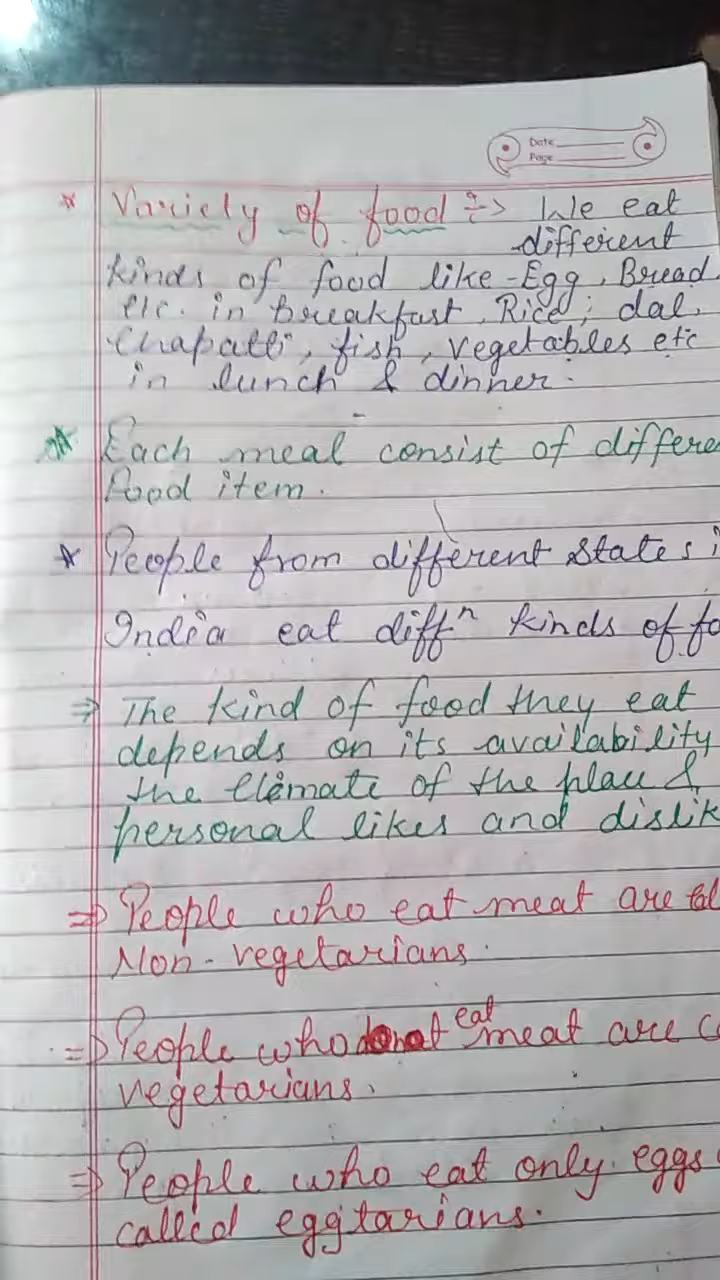 Date
Page
* Variety of food ÷> We eat
different
kinds of food like - Egg, Bread
etc. in breakfast, Rice, dal,
Chapatti, fish, vegetables etc
in lunch & dinner.
* Each meal consist of differe
food item.
* People from different states i
India eat diffⁿ kinds of fo
⇒ The kind of food they eat
depends on its availability
the climate of the place &
personal likes and dislik
⇒ People who eat meat are
Non-vegetarians.
⇒ People who donot eat meat are c
vegetarians.
⇒ People who eat only eggs
called eggtarians.